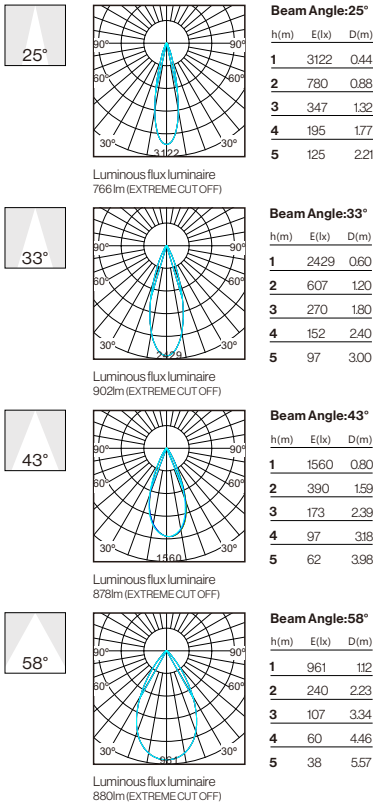 25°
90°
90°
60°
60°
30°
30°
3122
Luminous flux luminaire
766 lm (EXTREME CUT OFF)
Beam Angle:25°
h(m) E(lx) D(m)
1 3122 0.44
2 780 0.88
3 347 1.32
4 195 1.77
5 125 2.21
33°
90°
90°
60°
60°
30°
30°
2429
Luminous flux luminaire
902lm (EXTREME CUT OFF)
Beam Angle:33°
h(m) E(lx) D(m)
1 2429 0.60
2 607 1.20
3 270 1.80
4 152 2.40
5 97 3.00
43°
90°
90°
60°
60°
30°
30°
1560
Luminous flux luminaire
878lm (EXTREME CUT OFF)
Beam Angle:43°
h(m) E(lx) D(m)
1 1560 0.80
2 390 1.59
3 173 2.39
4 97 3.18
5 62 3.98
58°
90°
90°
60°
60°
30°
30°
961
Luminous flux luminaire
880lm (EXTREME CUT OFF)
Beam Angle:58°
h(m) E(lx) D(m)
1 961 1.12
2 240 2.23
3 107 3.34
4 60 4.46
5 38 5.57